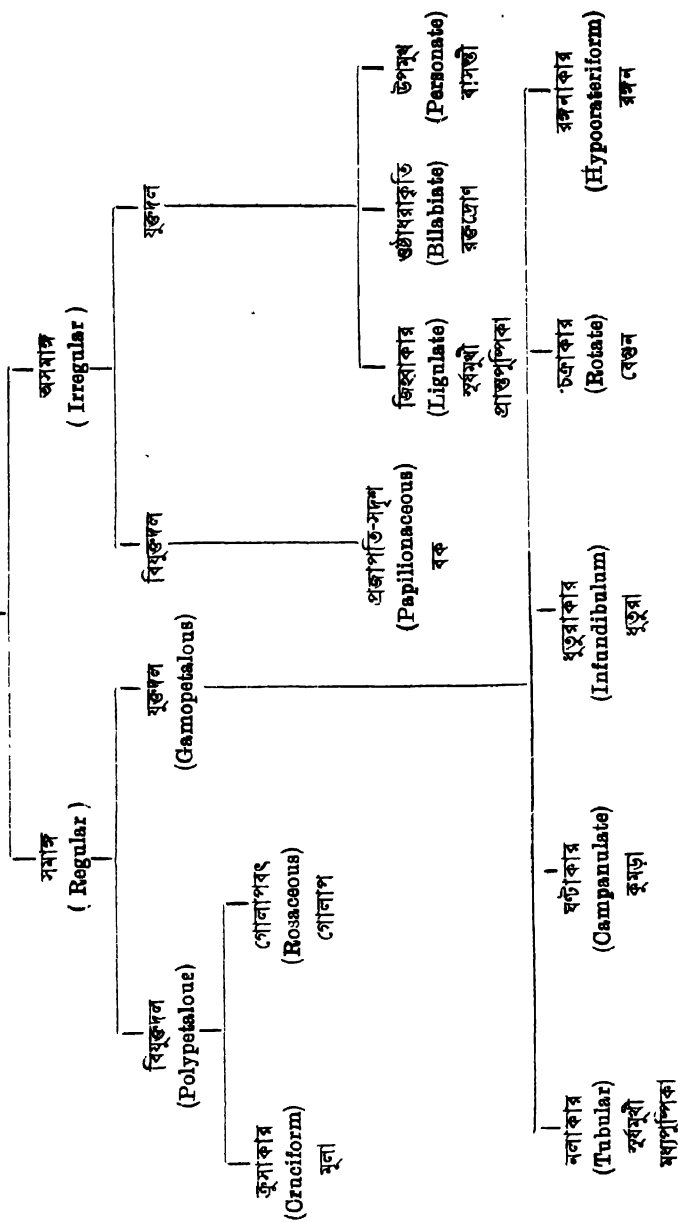 সমাঙ্গ
( Regular )
অসমাঙ্গ
( Irregular )
বিযুক্তদল
(Polypetalous)
যুক্তদল
(Gamopetalous)
বিযুক্তদল
যুক্তদল
ক্রুসাকার
(Cruciform)
মূলা
গোলাপবৎ
(Rosaceous)
গোলাপ
প্রজাপতি-সদৃশ
(Papilionaceous)
বক
জিহ্বাকার
(Ligulate)
সূর্যমুখী
প্রান্তপুষ্পিকা
ওষ্ঠাধরাকৃতি
(Bilabiate)
রক্তদ্রোণ
উপমুখ
(Personate)
বাসন্তী
নলাকার
(Tubular)
সূর্যমুখী
মধ্যপুষ্পিকা
ঘণ্টাকার
(Campanulate)
কুমড়া
ধুতুরাকার
(Infundibulum)
ধুতুরা
চক্রাকার
(Rotate)
বেগুন
রঙ্গনাকার
(Hypoorateriform)
রঙ্গন